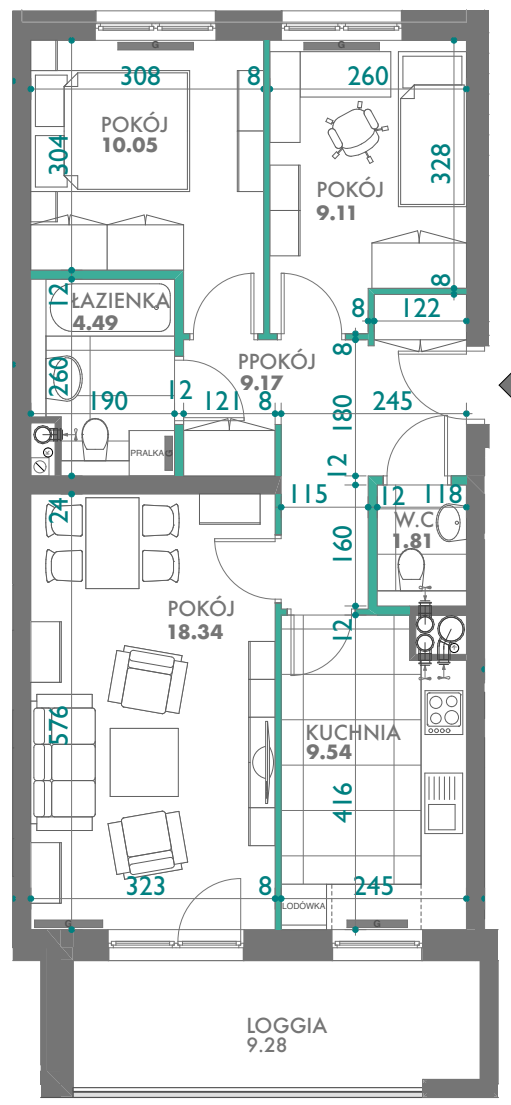 G
G
308
8
260
POKÓJ
10.05
304
328
POKÓJ
9.11
8
12
ŁAZIENKA
4.49
8
122
PPOKÓJ
9.17
8
260
190
12
121
8
180
245
PRALKA
G
12
24
115
12
118
W.C
1.81
160
POKÓJ
18.34
12
576
KUCHNIA
9.54
416
323
8
245
LODÓWKA
G
G
LOGGIA
9.28